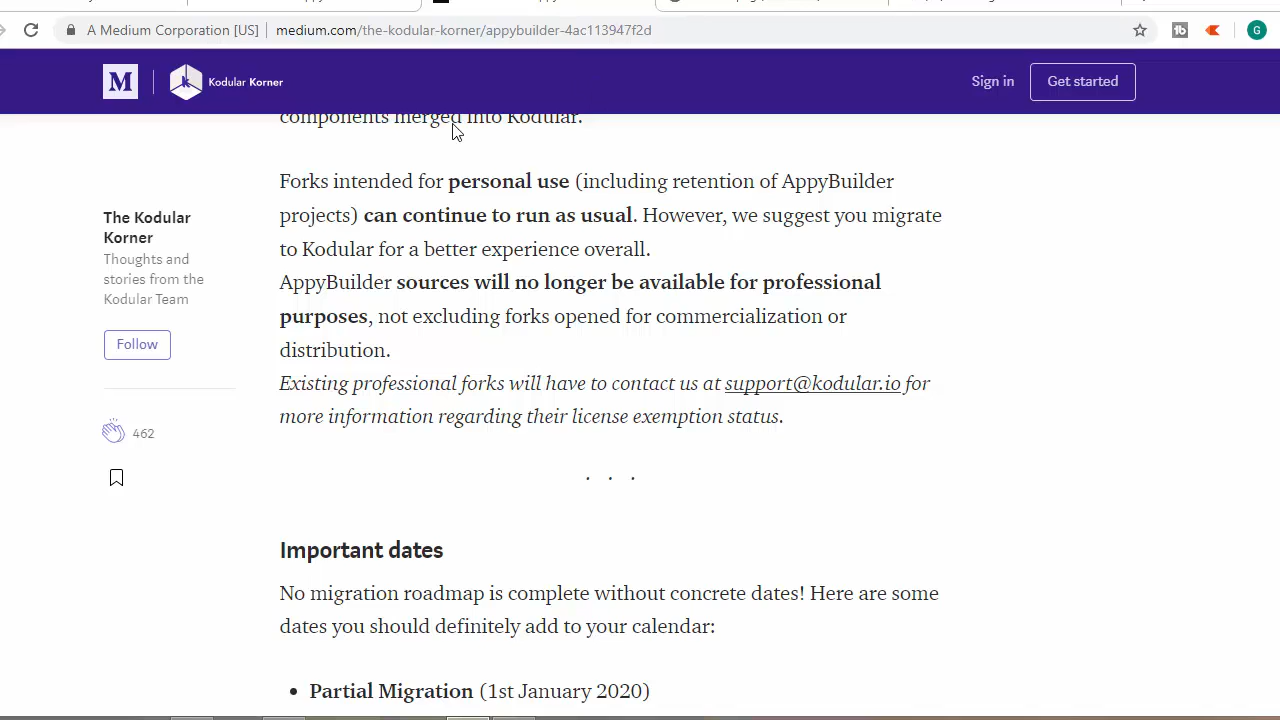 A Medium Corporation [US] | medium.com/the-kodular-korner/appybuilder-4ac113947f2d
tb
G
M Kodular Korner
Sign in
Get started
components merged into Kodular.
Forks intended for personal use (including retention of AppyBuilder
projects) can continue to run as usual. However, we suggest you migrate
to Kodular for a better experience overall.
AppyBuilder sources will no longer be available for professional
purposes, not excluding forks opened for commercialization or
distribution.
Existing professional forks will have to contact us at support@kodular.io for
more information regarding their license exemption status.
The Kodular
Korner
Thoughts and
stories from the
Kodular Team
Follow
462
. . .
Important dates
No migration roadmap is complete without concrete dates! Here are some
dates you should definitely add to your calendar:
• Partial Migration (1st January 2020)